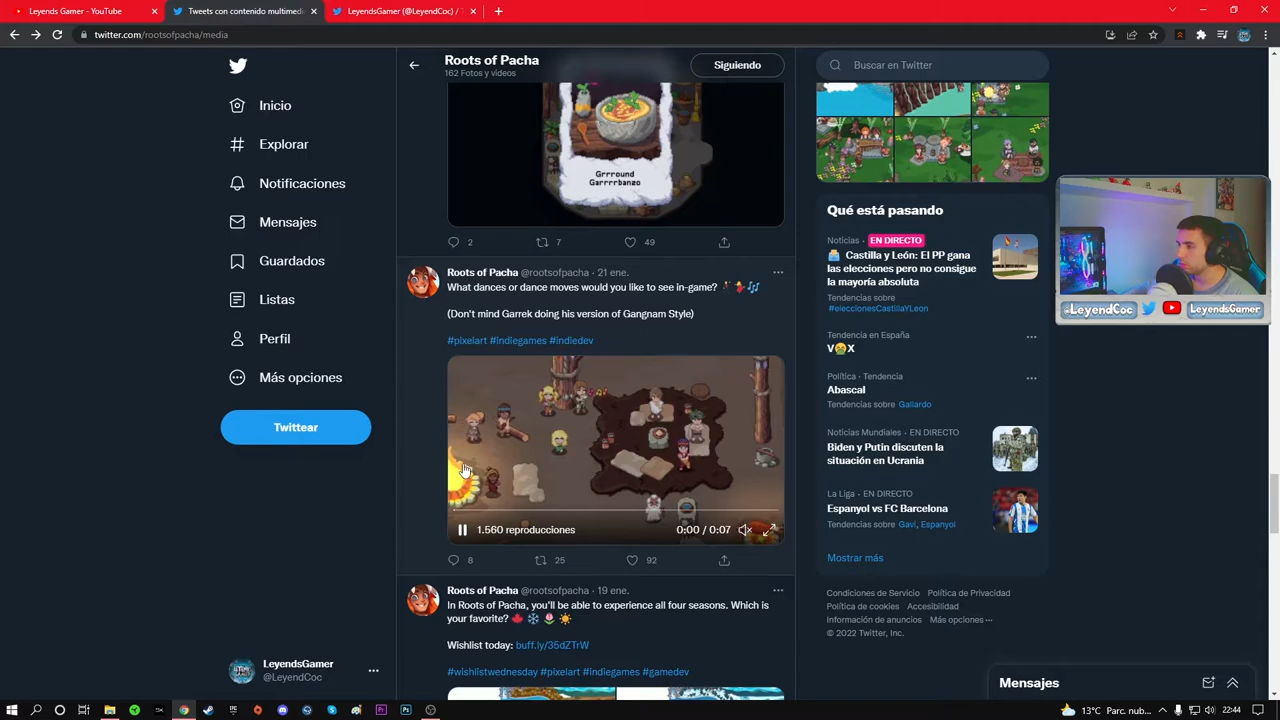 Leyends Gamer - YouTube
Tweets con contenido multimedia
LeyendsGamer (@LeyendCoc) / T
twitter.com/rootsofpacha/media
Inicio
Explorar
Notificaciones
Mensajes
Guardados
Listas
Perfil
Más opciones
Twittear
LeyendsGamer
@LeyendCoc
Roots of Pacha
162 Fotos y videos
Siguiendo
Grrround
Garrrrbanzo
2 7 49
Roots of Pacha @rootsofpacha · 21 ene.
What dances or dance moves would you like to see in-game?
(Don't mind Garrek doing his version of Gangnam Style)
#pixelart #indiegames #indiedev
1.560 reproducciones
0:00 / 0:07
8 25 92
Roots of Pacha @rootsofpacha · 19 ene.
In Roots of Pacha, you'll be able to experience all four seasons. Which is
your favorite?
Wishlist today: buff.ly/35dZTrW
#wishlistwednesday #pixelart #indiegames #gamedev
Buscar en Twitter
Qué está pasando
Noticias · EN DIRECTO
Castilla y León: El PP gana
las elecciones pero no consigue
la mayoría absoluta
Tendencias sobre
#eleccionesCastillaYLeon
Tendencia en España
V🤮X
Política · Tendencia
Abascal
Tendencias sobre Gallardo
Noticias Mundiales · EN DIRECTO
Biden y Putin discuten la
situación en Ucrania
La Liga · EN DIRECTO
Espanyol vs FC Barcelona
Tendencias sobre Gavi, Espanyol
Mostrar más
Condiciones de Servicio Política de Privacidad
Política de cookies Accesibilidad
Información de anuncios Más opciones ···
© 2022 Twitter, Inc.
@LeyendCoc
LeyendsGamer
Mensajes
13°C Parc. nub...
22:44